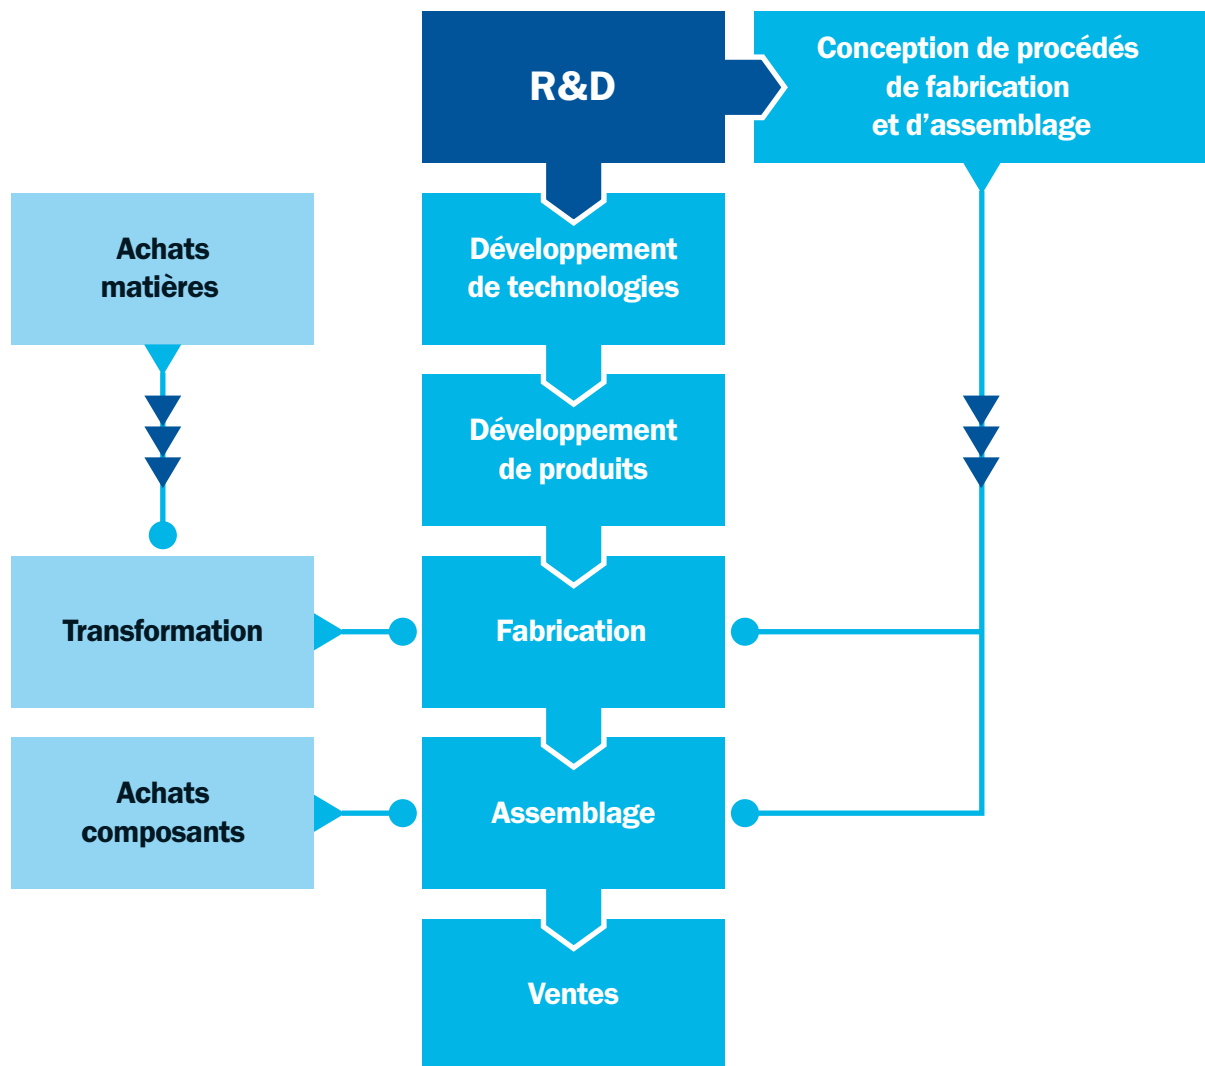 R&D
Conception de procédés
de fabrication
et d’assemblage
Achats
matières
Développement
de technologies
Développement
de produits
Transformation
Fabrication
Achats
composants
Assemblage
Ventes